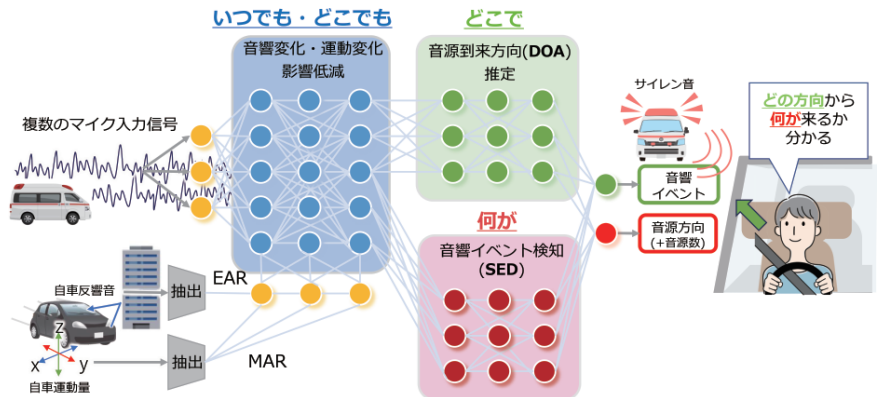 いつでも・どこでも
音響変化・運動変化
影響低減
どこで
音源到来方向(DOA)
推定
複数のマイク入力信号
サイレン音
どの方向から
何が来るか
分かる
音響
イベント
何が
音響イベント検知
(SED)
音源方向
(+音源数)
自車反響音
抽出
EAR
z
x
y
抽出
MAR
自車運動量